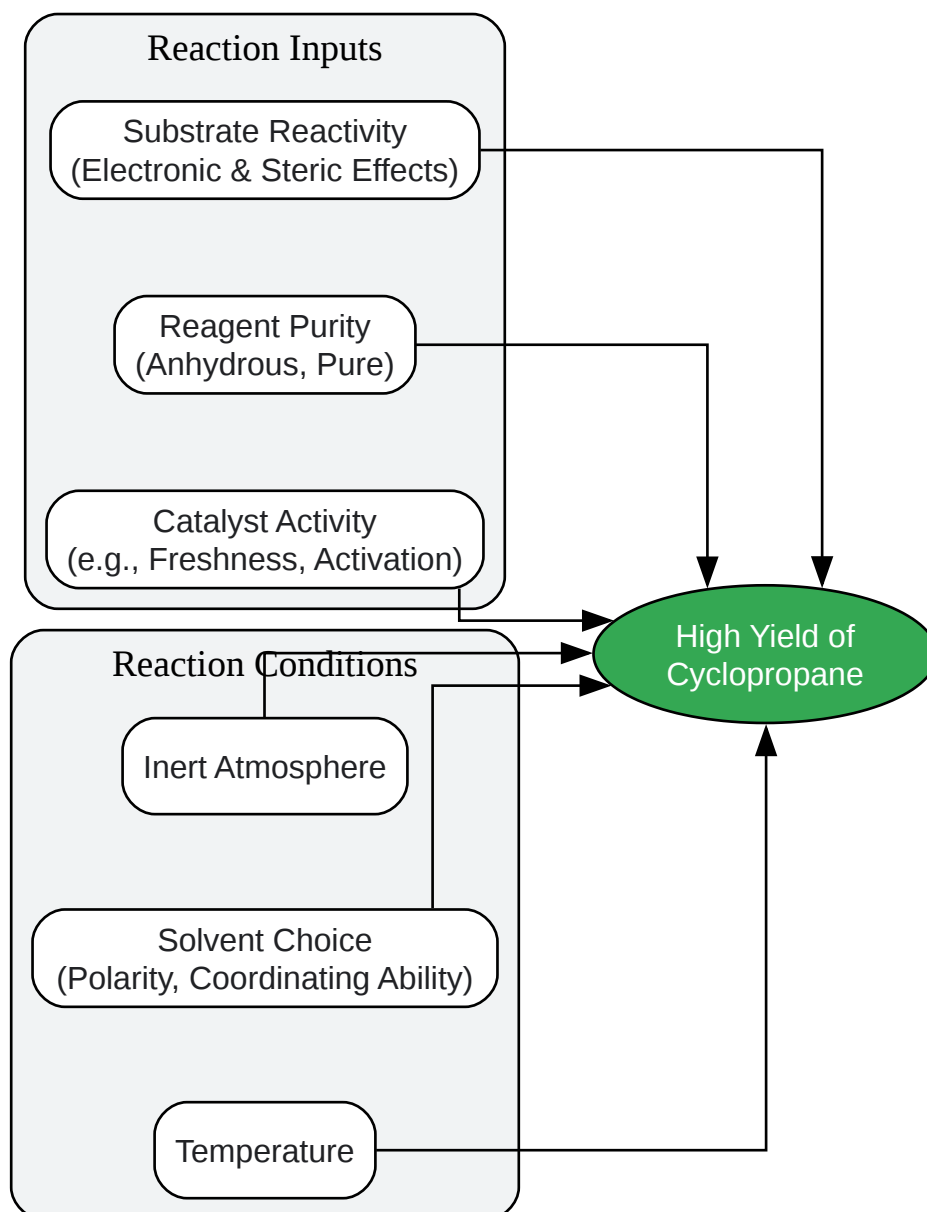 Reaction Inputs
Substrate Reactivity
(Electronic & Steric Effects)
Reagent Purity
(Anhydrous, Pure)
Catalyst Activity
(e.g., Freshness, Activation)
High Yield of
Cyclopropane
Reaction Conditions
Inert Atmosphere
Solvent Choice
(Polarity, Coordinating Ability)
Temperature